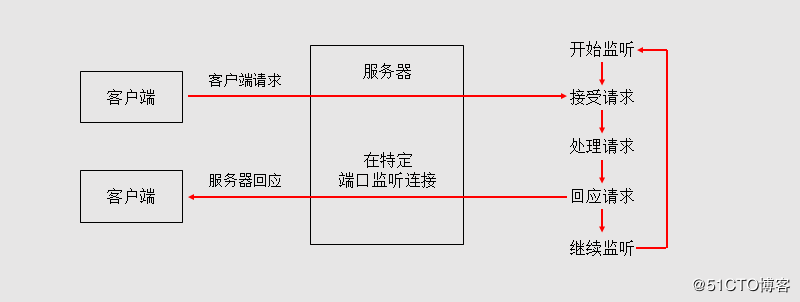 开始监听
客户端请求
服务器
客户端
接受请求
处理请求
在特定
端口监听连接
服务器回应
客户端
回应请求
继续监听
@51CTO博客